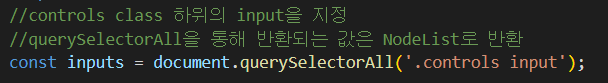 //controls class 하위의 input을 지정
//querySelectorAll을 통해 반환되는 값은 NodeList로 반환
const inputs = document.querySelectorAll('.controls input');